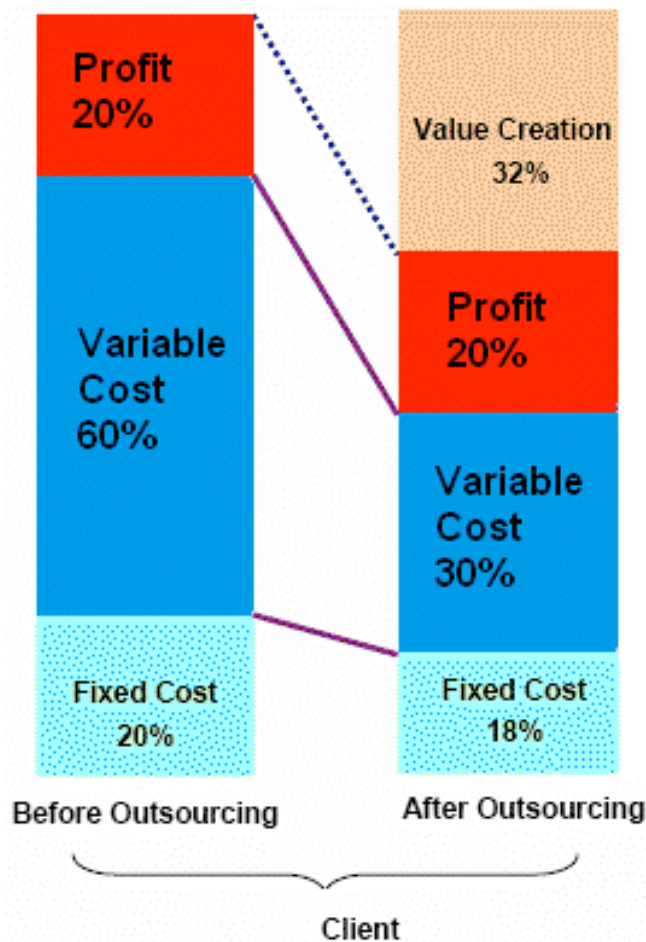 Profit
20%
Variable
Cost
60%
Fixed Cost
20%
Before Outsourcing
Value Creation
32%
Profit
20%
Variable
Cost
30%
Fixed Cost
18%
After Outsourcing
Client